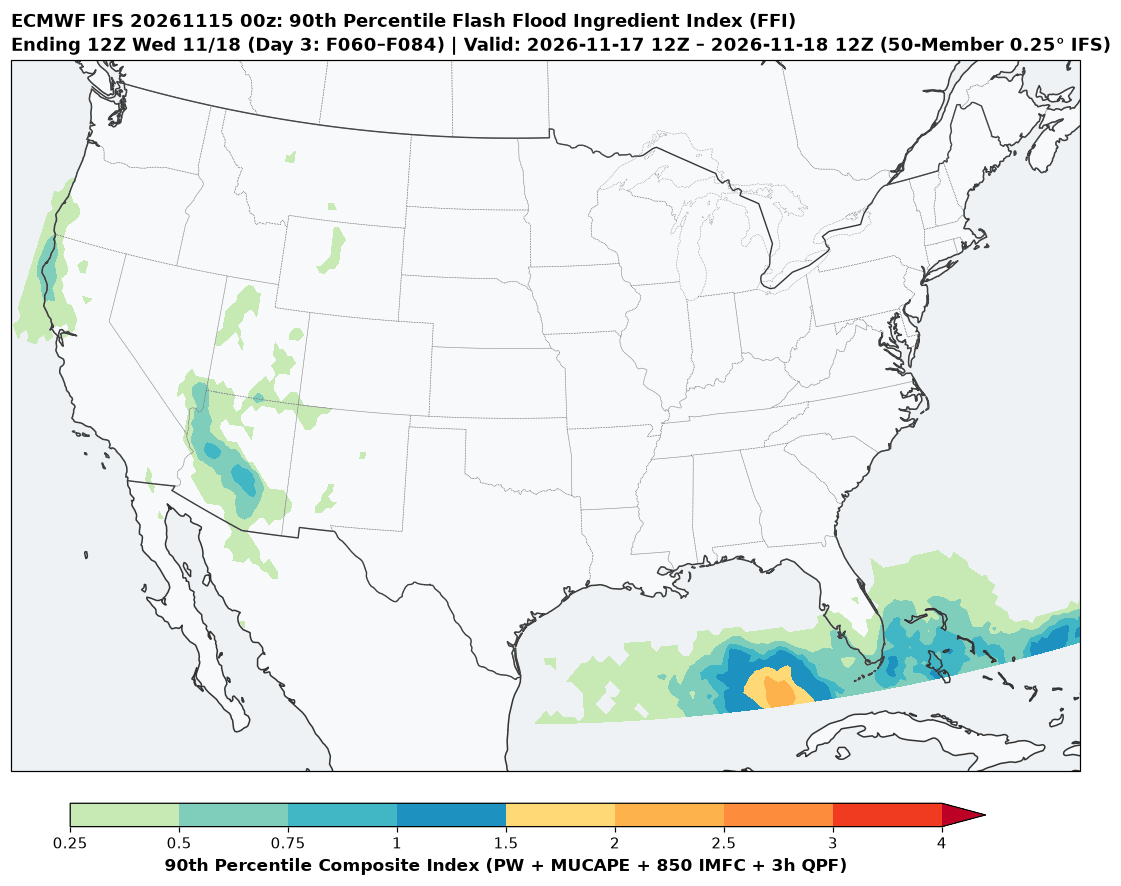 ECMWF IFS 20261115 00z: 90th Percentile Flash Flood Ingredient Index (FFI)
Ending 12Z Wed 11/18 (Day 3: F060–F084) | Valid: 2026-11-17 12Z – 2026-11-18 12Z (50-Member 0.25° IFS)
0.25 0.5 0.75 1 1.5 2 2.5 3 4
90th Percentile Composite Index (PW + MUCAPE + 850 IMFC + 3h QPF)